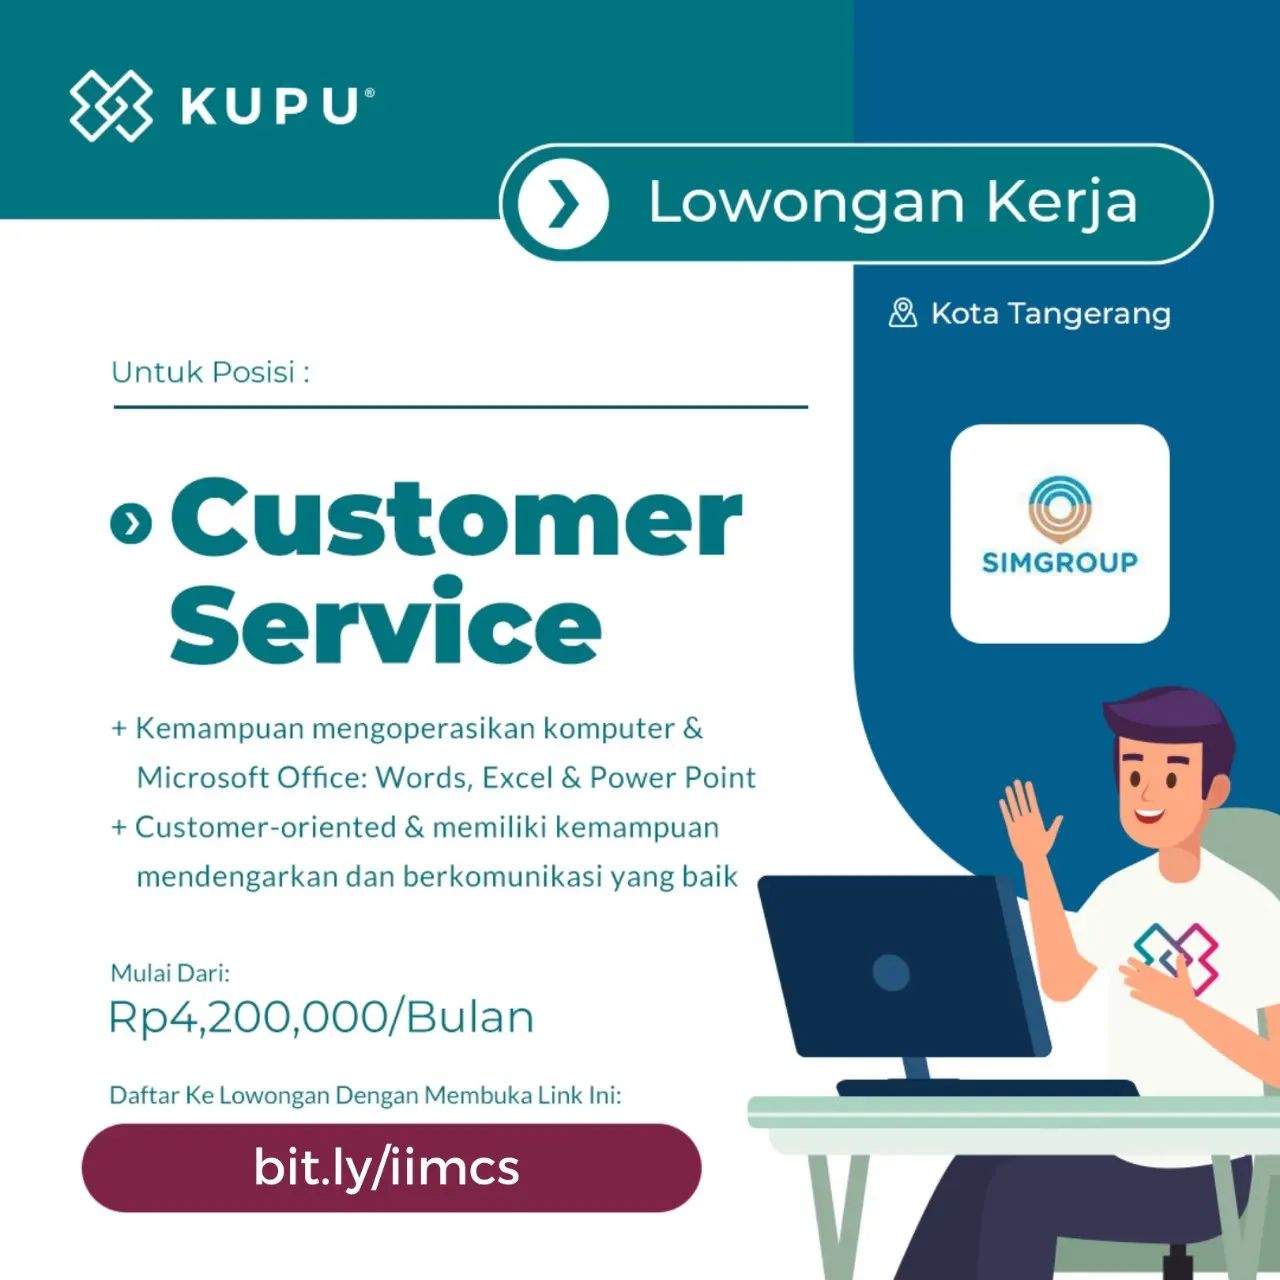 KUPU®
Lowongan Kerja
Kota Tangerang
Untuk Posisi :
Customer
Service
SIMGROUP
+ Kemampuan mengoperasikan komputer &
Microsoft Office: Words, Excel & Power Point
+ Customer-oriented & memiliki kemampuan
mendengarkan dan berkomunikasi yang baik
Mulai Dari:
Rp4,200,000/Bulan
Daftar Ke Lowongan Dengan Membuka Link Ini:
bit.ly/iimcs